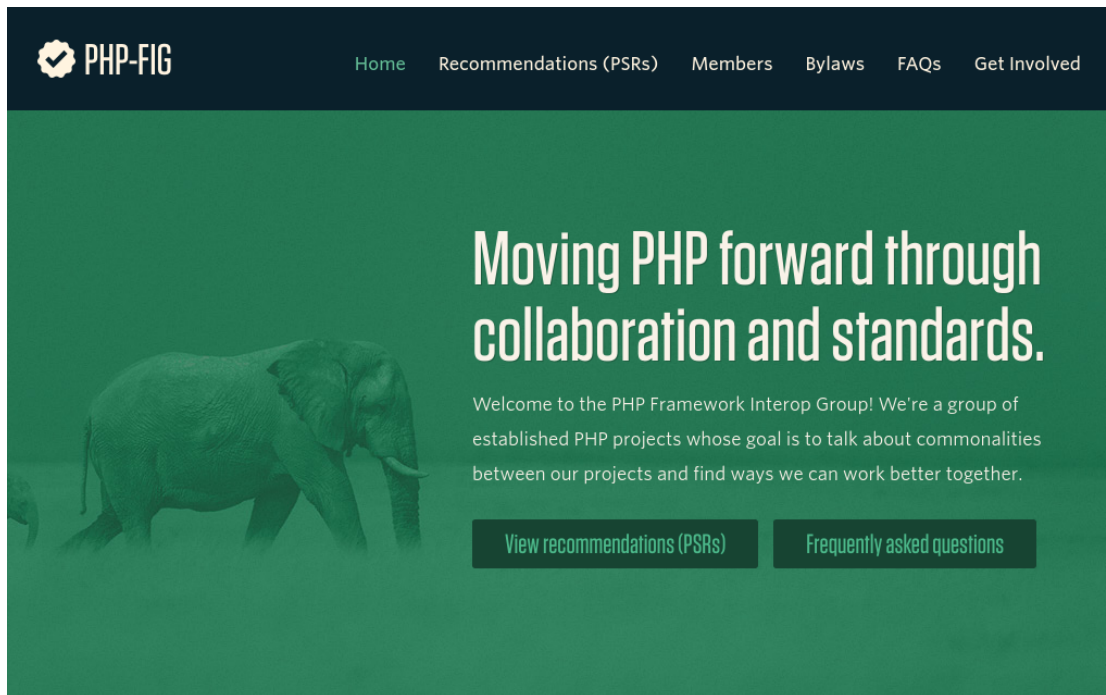 PHP-FIG
Home
Recommendations (PSRs)
Members
Bylaws
FAQs
Get Involved
Moving PHP forward through
collaboration and standards.
Welcome to the PHP Framework Interop Group! We're a group of
established PHP projects whose goal is to talk about commonalities
between our projects and find ways we can work better together.
View recommendations (PSRs)
Frequently asked questions